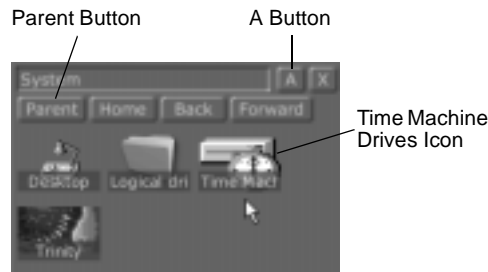 Parent Button
A Button
System
A
X
Parent
Home
Back
Forward
Time Machine
Drives Icon
Desktop
Logical dri
Time Mach
Trinity